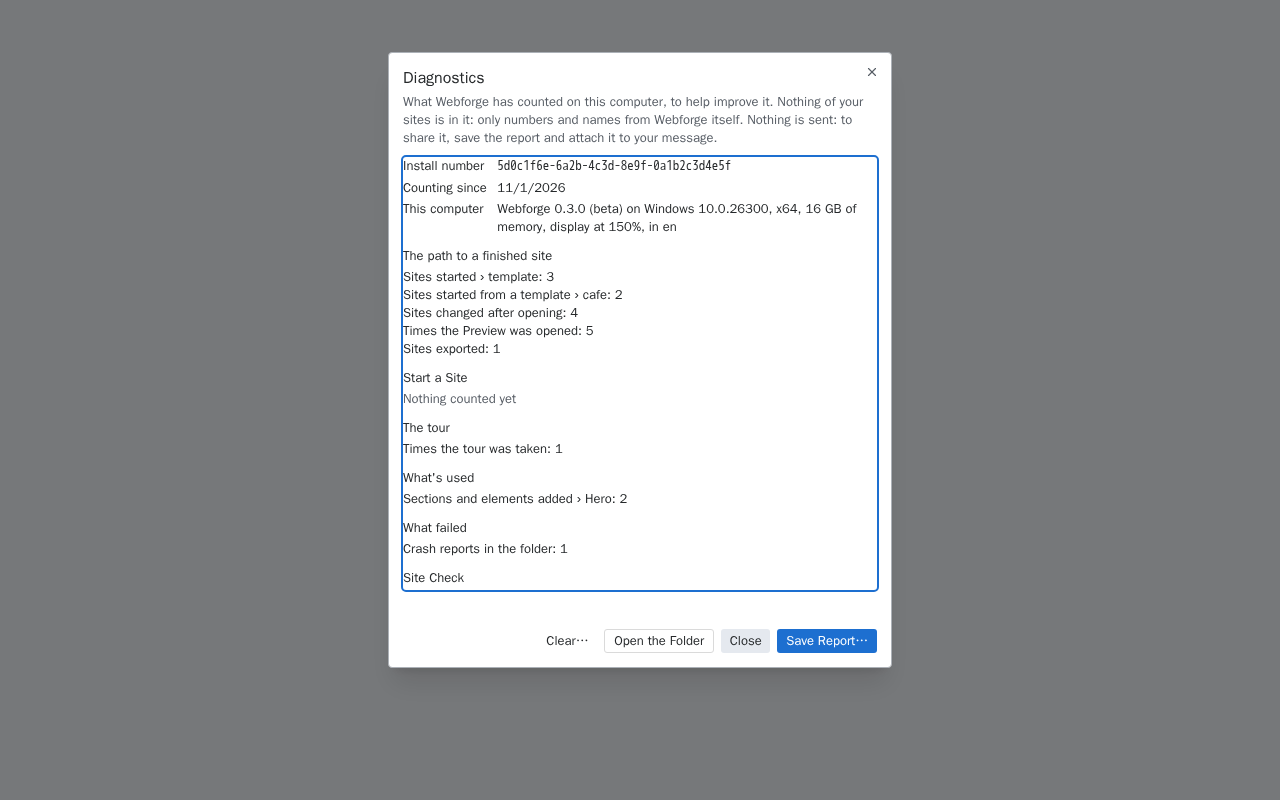 Diagnostics
What Webforge has counted on this computer, to help improve it. Nothing of your
sites is in it: only numbers and names from Webforge itself. Nothing is sent: to
share it, save the report and attach it to your message.
Install number 5d0c1f6e-6a2b-4c3d-8e9f-0a1b2c3d4e5f
Counting since 11/1/2026
This computer Webforge 0.3.0 (beta) on Windows 10.0.26300, x64, 16 GB of
memory, display at 150%, in en
The path to a finished site
Sites started › template: 3
Sites started from a template › cafe: 2
Sites changed after opening: 4
Times the Preview was opened: 5
Sites exported: 1
Start a Site
Nothing counted yet
The tour
Times the tour was taken: 1
What's used
Sections and elements added › Hero: 2
What failed
Crash reports in the folder: 1
Site Check
Clear… Open the Folder Close Save Report…